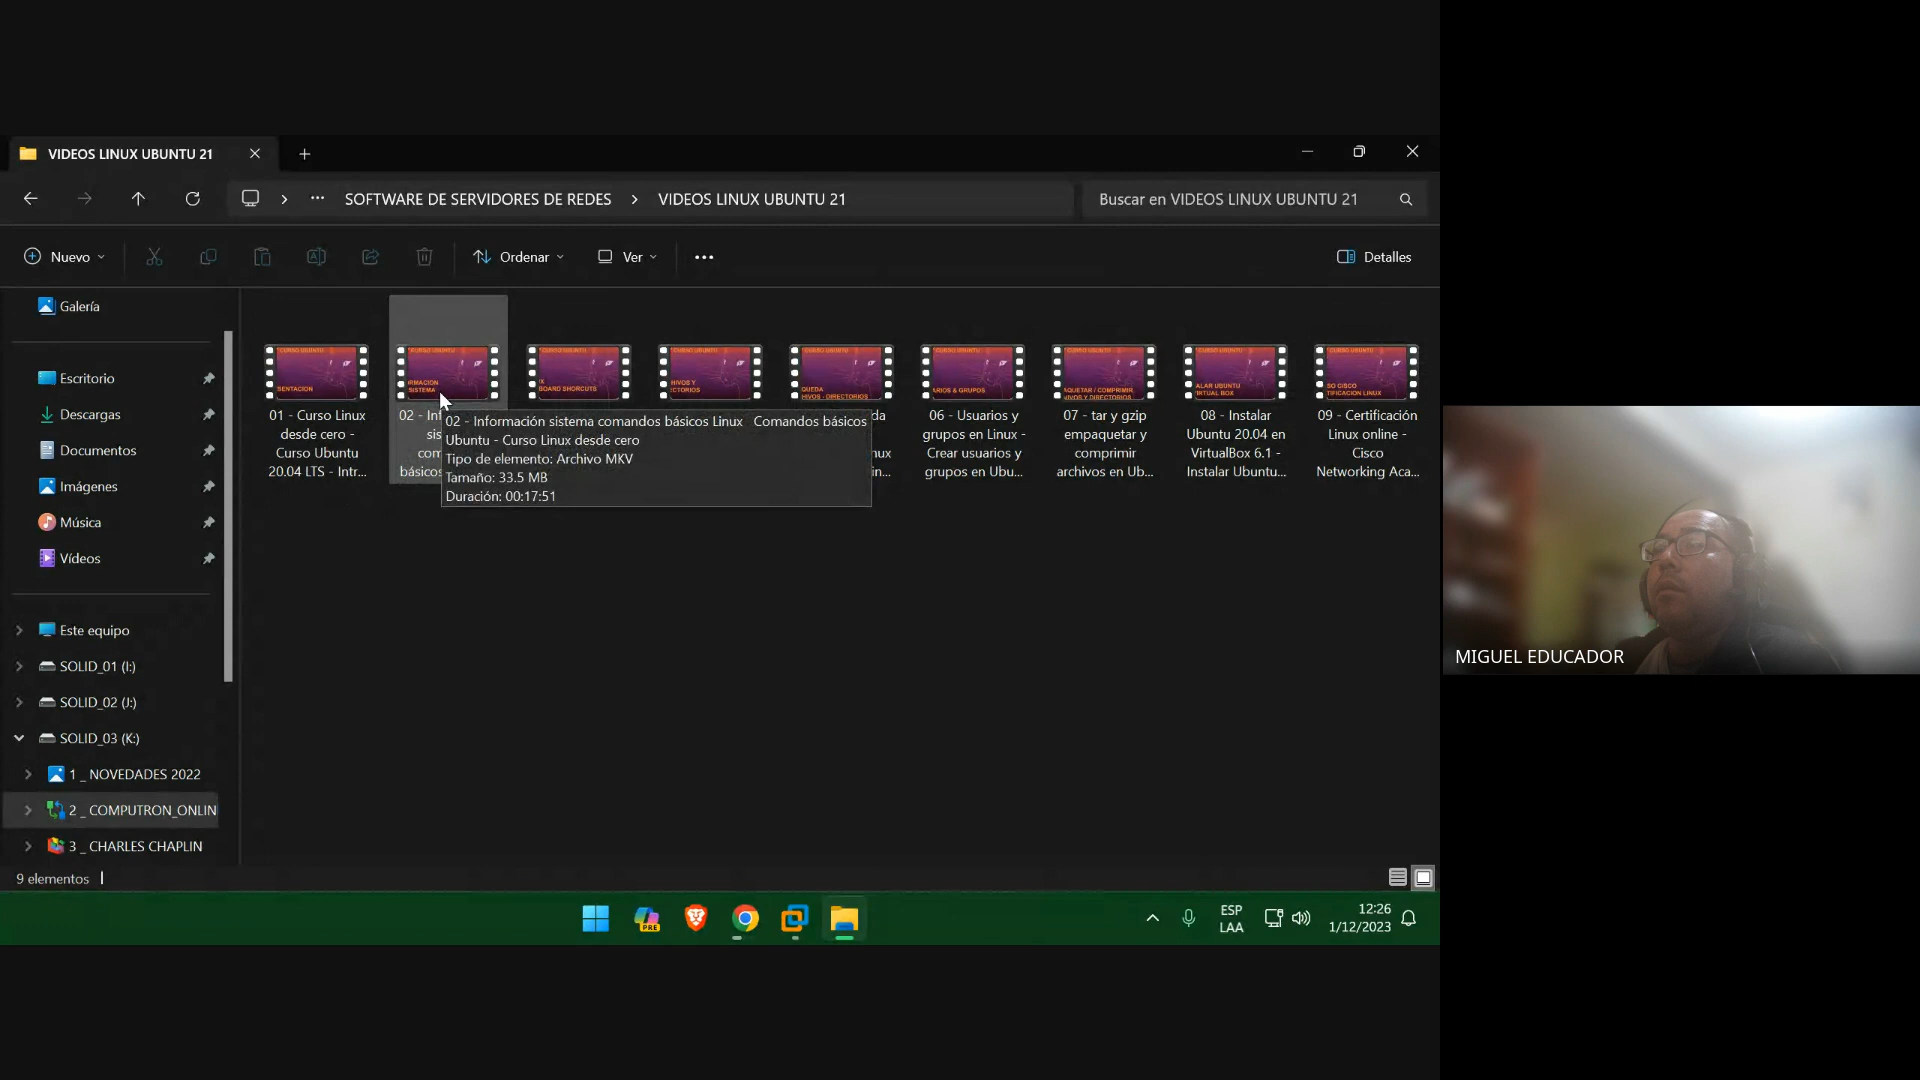 VIDEOS LINUX UBUNTU 21
SOFTWARE DE SERVIDORES DE REDES
VIDEOS LINUX UBUNTU 21
Buscar en VIDEOS LINUX UBUNTU 21
Nuevo
Ordenar
Ver
Detalles
Galería
Escritorio
Descargas
Documentos
Imágenes
Música
Vídeos
Este equipo
SOLID_01 (I:)
SOLID_02 (J:)
SOLID_03 (K:)
1 _ NOVEDADES 2022
2 _ COMPUTRON_ONLIN
3 _ CHARLES CHAPLIN
01 - Curso Linux
desde cero -
Curso Ubuntu
20.04 LTS - Intr...
02 - Información sistema comandos básicos Linux   Comandos básicos
Ubuntu - Curso Linux desde cero
Tipo de elemento: Archivo MKV
Tamaño: 33.5 MB
Duración: 00:17:51
06 - Usuarios y
grupos en Linux -
Crear usuarios y
grupos en Ubu...
07 - tar y gzip
empaquetar y
comprimir
archivos en Ub...
08 - Instalar
Ubuntu 20.04 en
VirtualBox 6.1 -
Instalar Ubuntu...
09 - Certificación
Linux online -
Cisco
Networking Aca...
9 elementos
PRE
ESP
LAA
12:26
1/12/2023
MIGUEL EDUCADOR